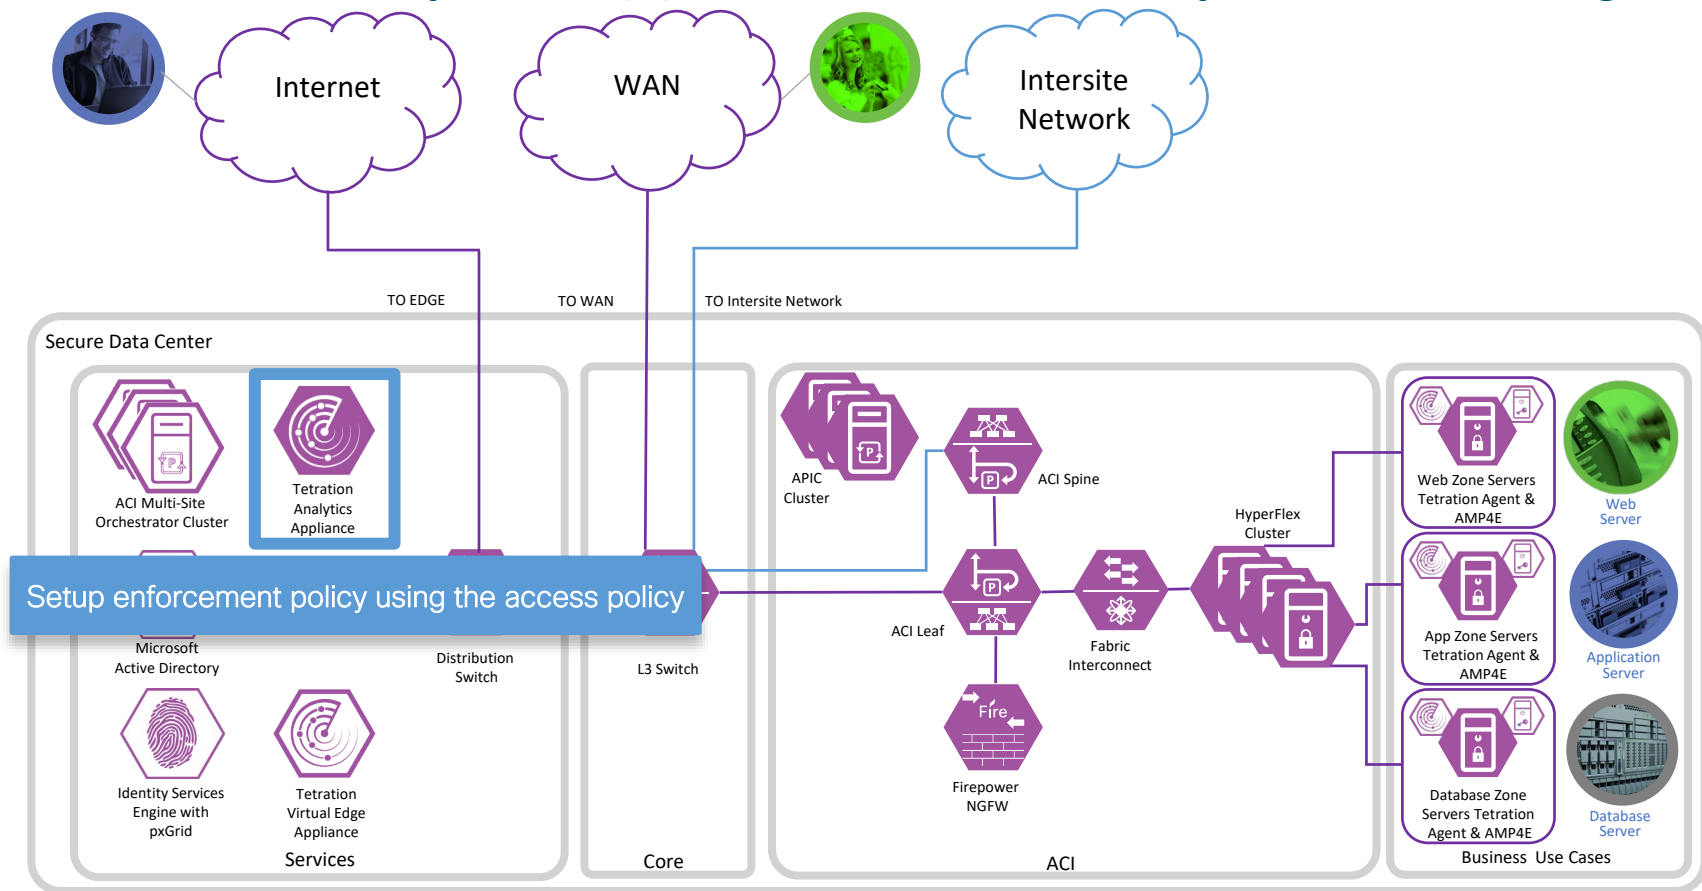 Internet
WAN
Intersite
Network
TO EDGE
TO WAN
TO Intersite Network
Secure Data Center
ACI Multi-Site
Orchestrator Cluster
Tetration
Analytics
Appliance
Setup enforcement policy using the access policy
Microsoft
Active Directory
Distribution
Switch
Identity Services
Engine with
pxGrid
Tetration
Virtual Edge
Appliance
Services
L3 Switch
Core
APIC
Cluster
P
ACI Spine
P
ACI Leaf
P
Fabric
Interconnect
HyperFlex
Cluster
Fire
Firepower
NGFW
ACI
Web Zone Servers
Tetration Agent &
AMP4E
Web
Server
App Zone Servers
Tetration Agent &
AMP4E
Application
Server
Database Zone
Servers Tetration
Agent & AMP4E
Database
Server
Business Use Cases